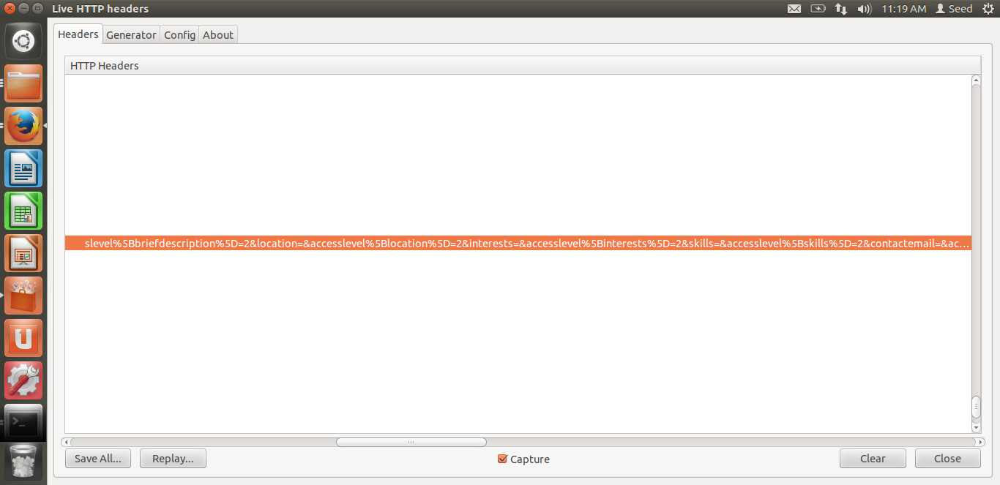 Live HTTP headers
11:19 AM Seed
Headers Generator Config About
HTTP Headers
slevel%5Bbriefdescription%5D=2&location=&accesslevel%5Blocation%5D=2&interests=&accesslevel%5Binterests%5D=2&skills=&accesslevel%5Bskills%5D=2&contactemail=&ac...
Save All... Replay... Capture Clear Close